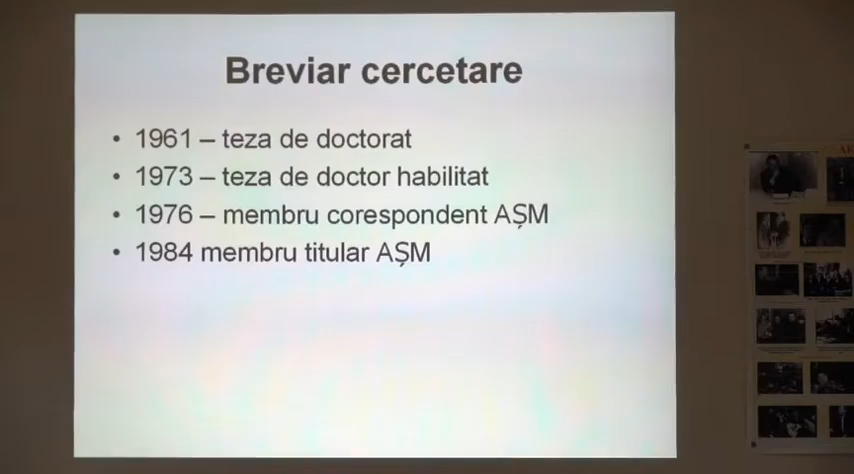 Breviar cercetare
• 1961 – teza de doctorat
• 1973 – teza de doctor habilitat
• 1976 – membru corespondent AȘM
• 1984 membru titular AȘM